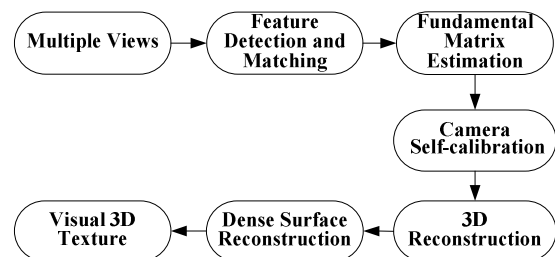 Multiple Views
Feature
Detection and
Matching
Fundamental
Matrix
Estimation
Camera
Self-calibration
3D
Reconstruction
Dense Surface
Reconstruction
Visual 3D
Texture